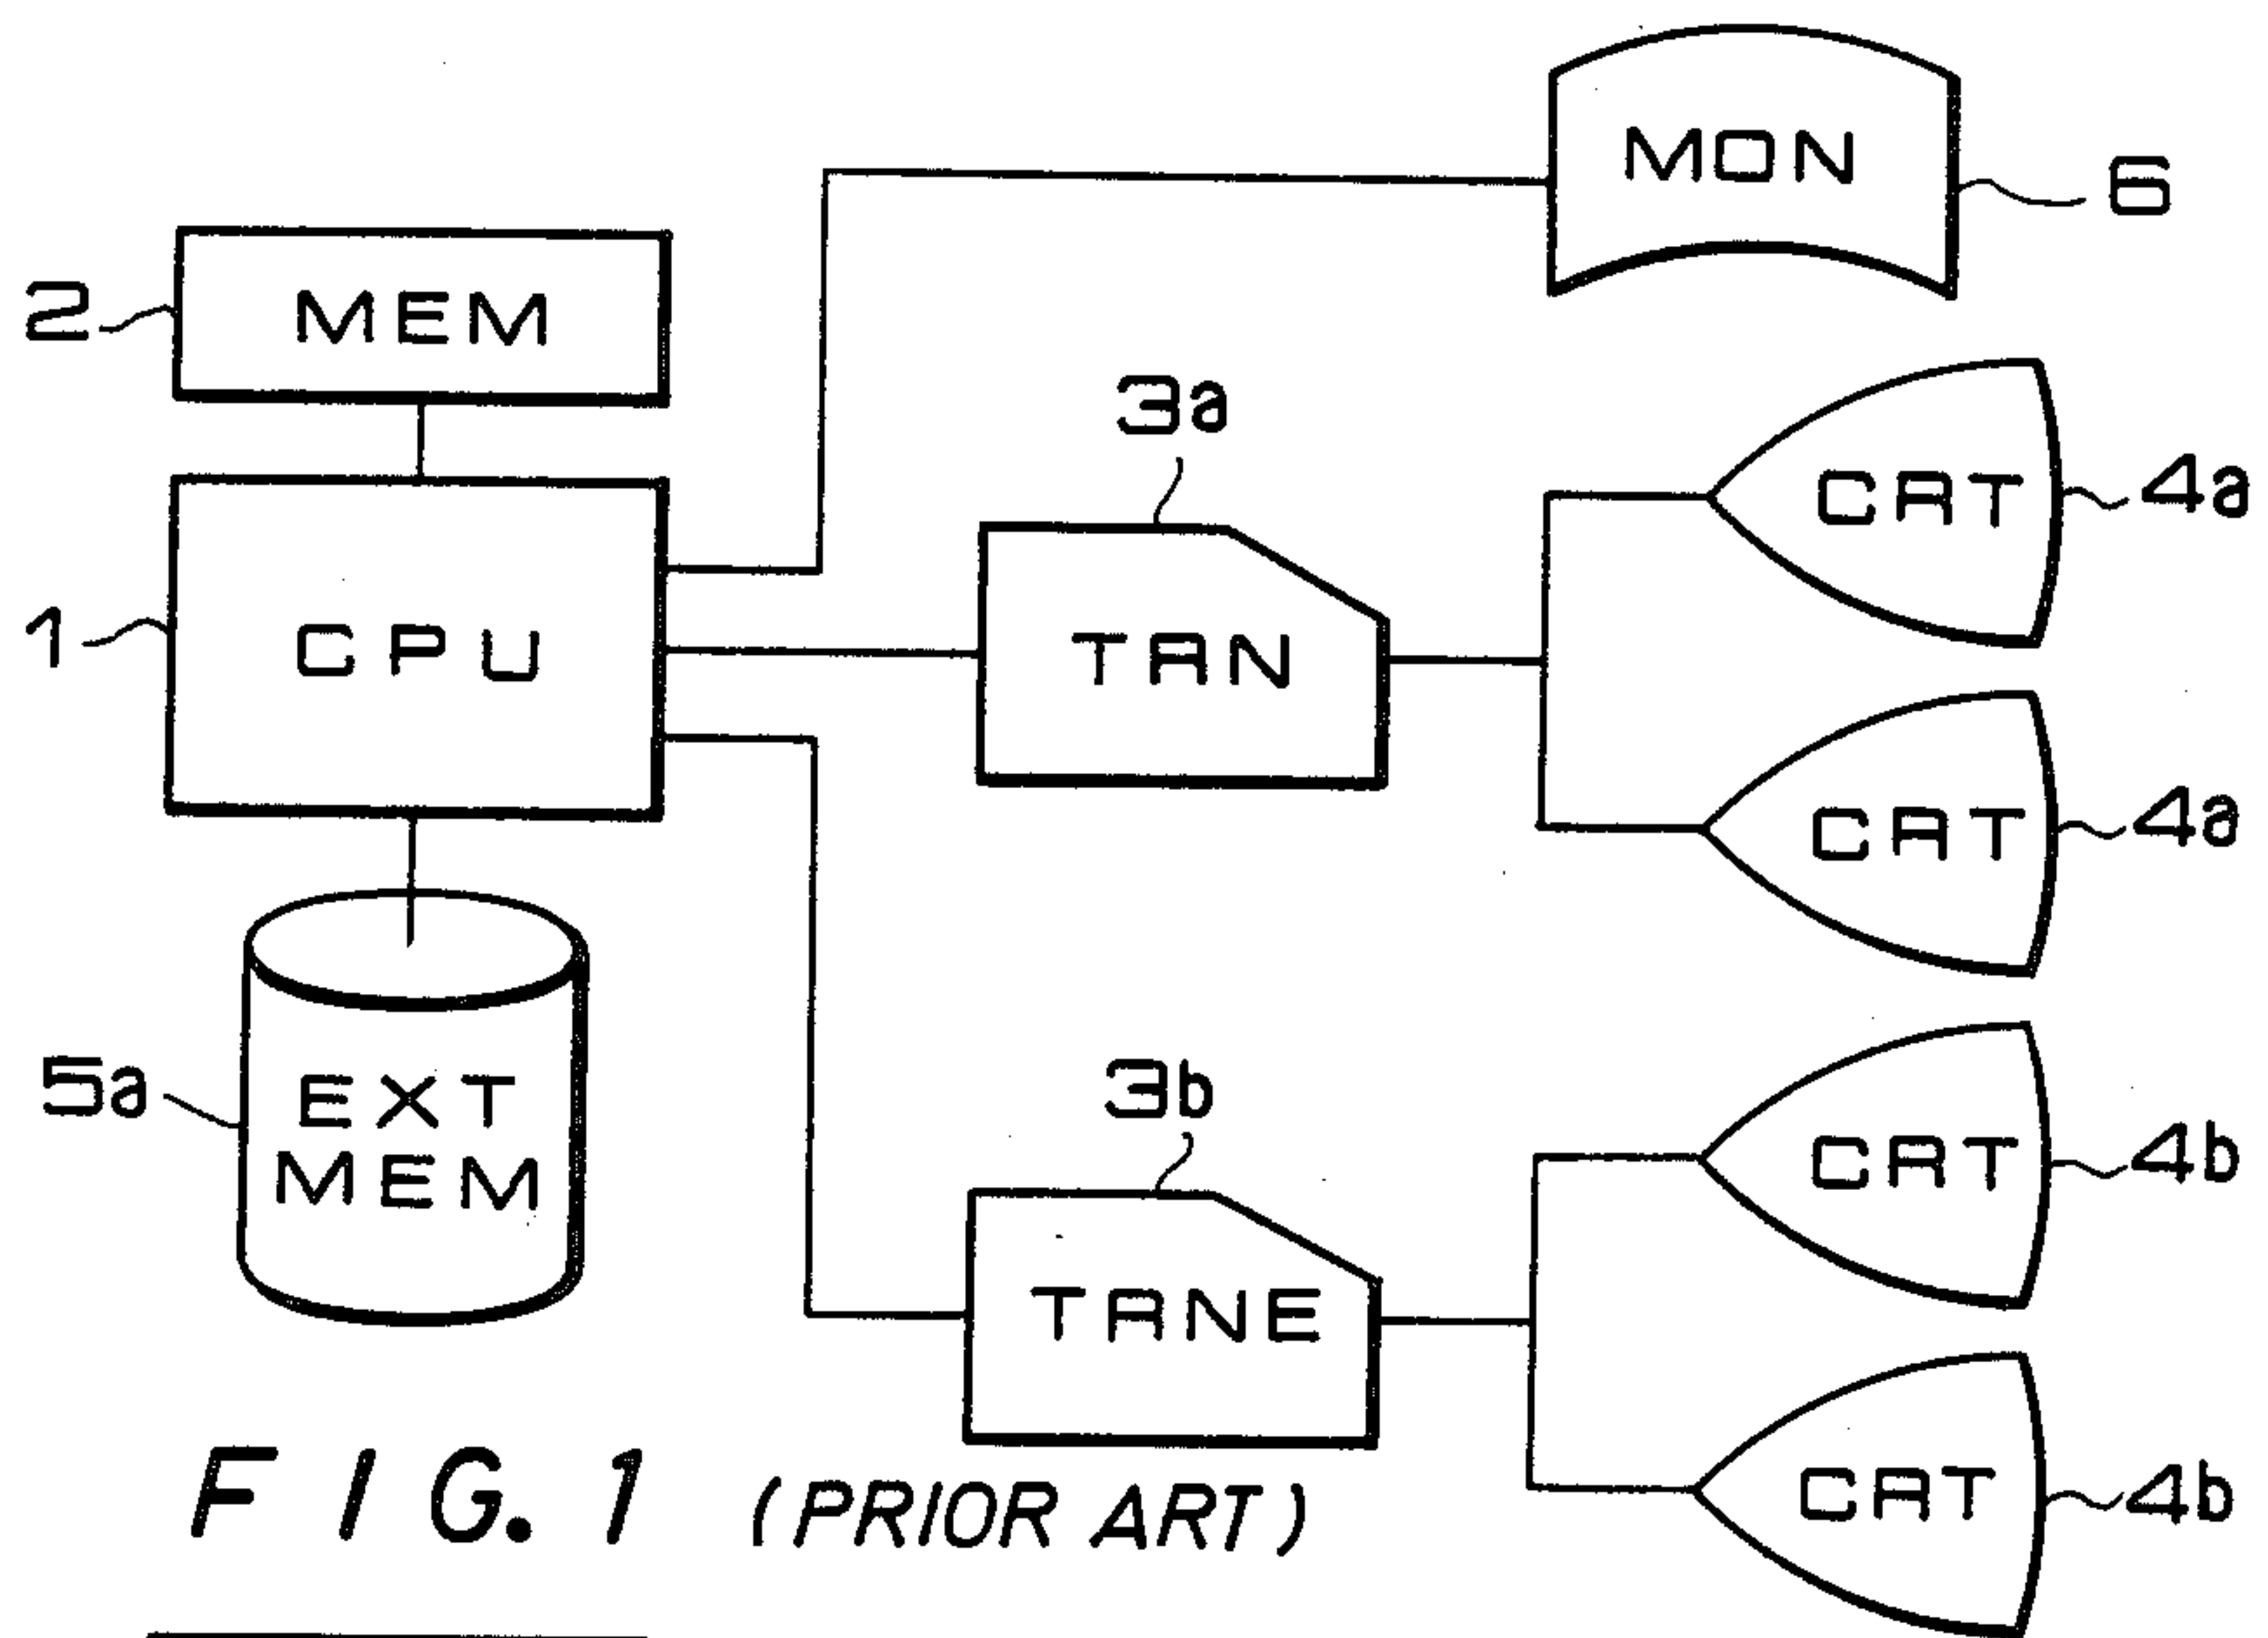 MON
6
2
MEM
3a
CRT
4a
1
CPU
TRN
CRT
4a
5a
EXT
MEM
3b
CRT
4b
TRNE
CRT
4b
FIG. 1 (PRIOR ART)